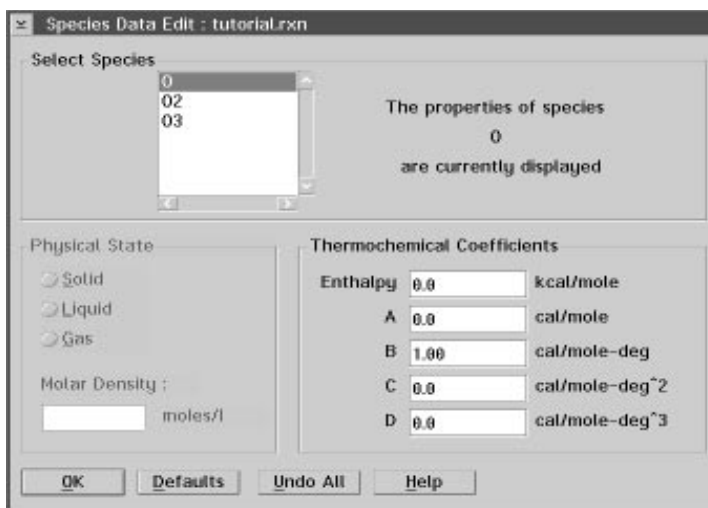 Species Data Edit : tutorial.rxn
Select Species
O
O2
O3
The properties of species
O
are currently displayed
Physical State
Solid
Liquid
Gas
Molar Density :
moles/l
Thermochemical Coefficients
Enthalpy 0.0 kcal/mole
A 0.0 cal/mole
B 1.00 cal/mole-deg
C 0.0 cal/mole-deg^2
D 0.0 cal/mole-deg^3
OK Defaults Undo All Help